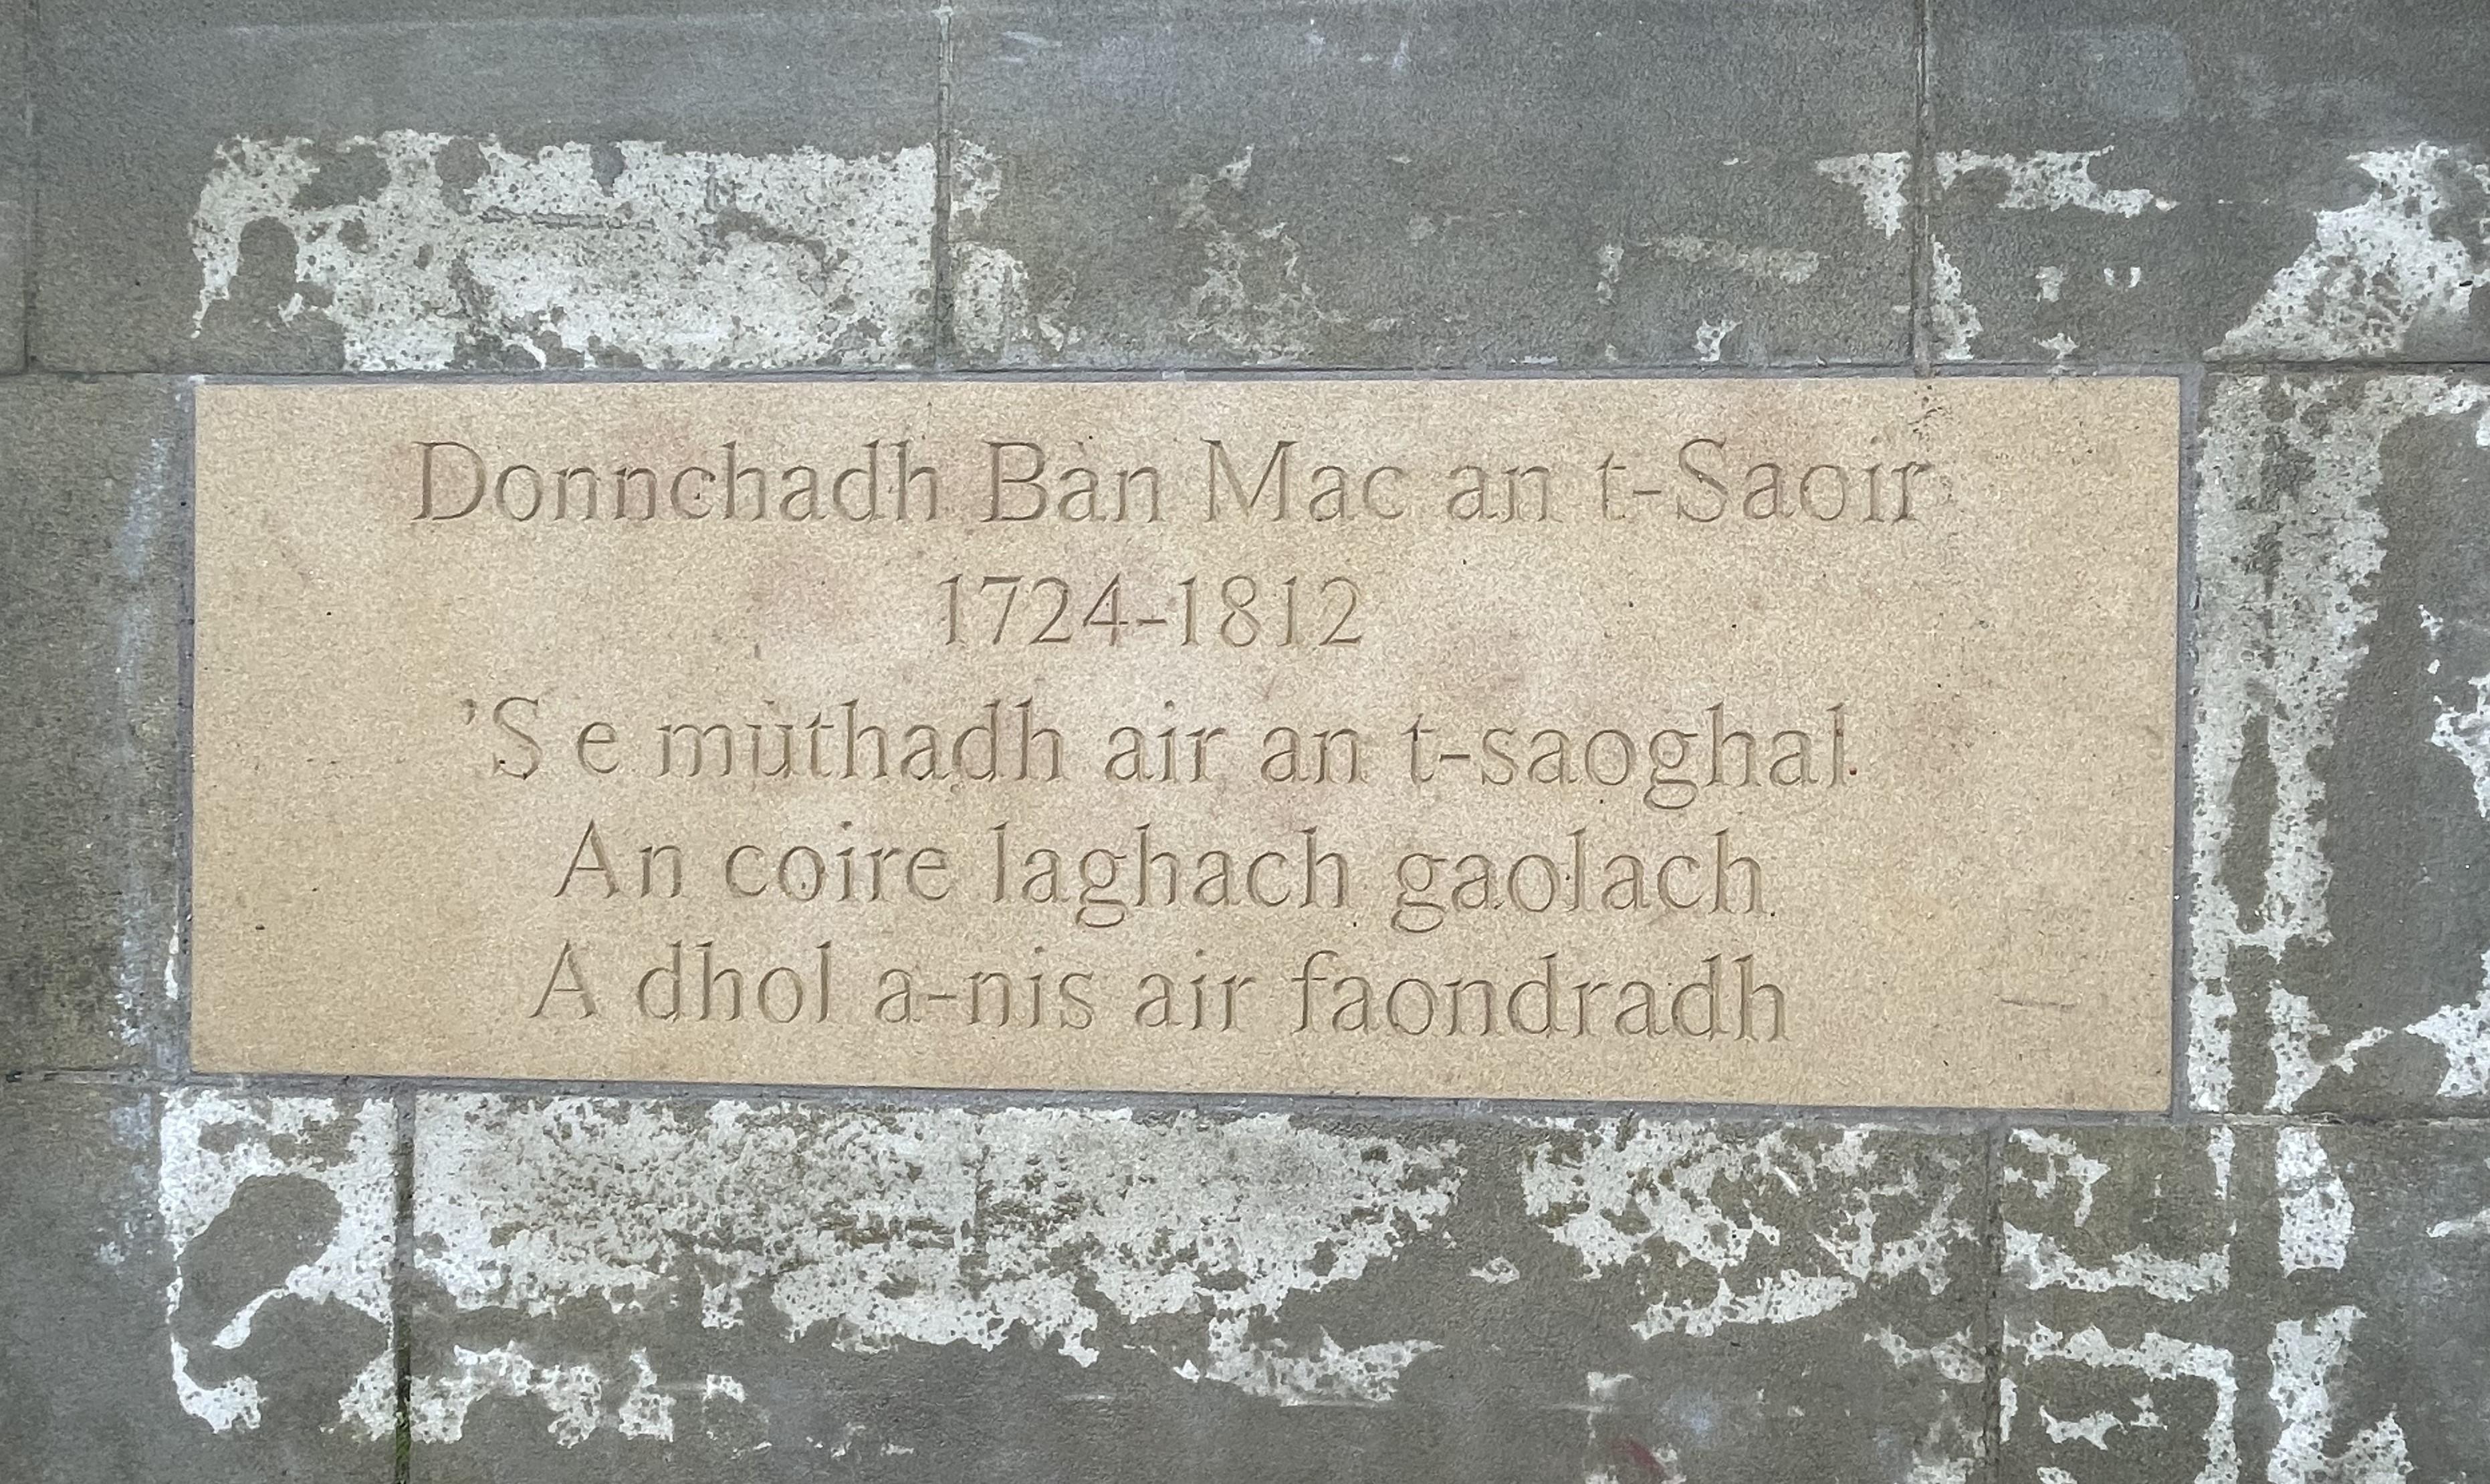 Donnchadh Bàn Mac an t-Saoir
1724-1812
'S e mùthadh air an t-saoghal
An coire laghach gaolach
A dhol a-nis air faondradh